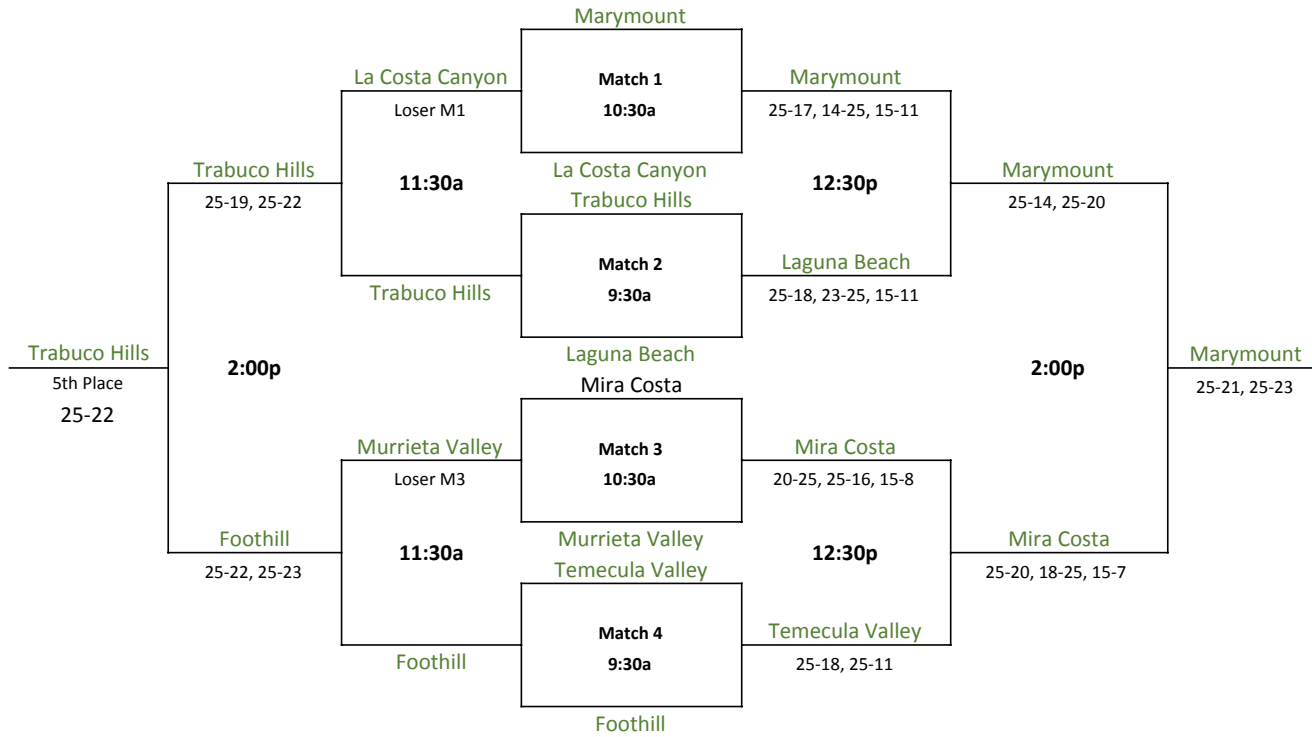 Marymount
La Costa Canyon
Match 1
Marymount
Loser M1
10:30a
25-17, 14-25, 15-11
Trabuco Hills
11:30a
La Costa Canyon
12:30p
Marymount
25-19, 25-22
Trabuco Hills
25-14, 25-20
Match 2
Laguna Beach
Trabuco Hills
9:30a
25-18, 23-25, 15-11
Trabuco Hills
2:00p
Laguna Beach
2:00p
Marymount
5th Place
Mira Costa
25-21, 25-23
25-22
Murrieta Valley
Match 3
Mira Costa
Loser M3
10:30a
20-25, 25-16, 15-8
Foothill
11:30a
Murrieta Valley
12:30p
Mira Costa
25-22, 25-23
Temecula Valley
25-20, 18-25, 15-7
Match 4
Temecula Valley
Foothill
9:30a
25-18, 25-11
Foothill